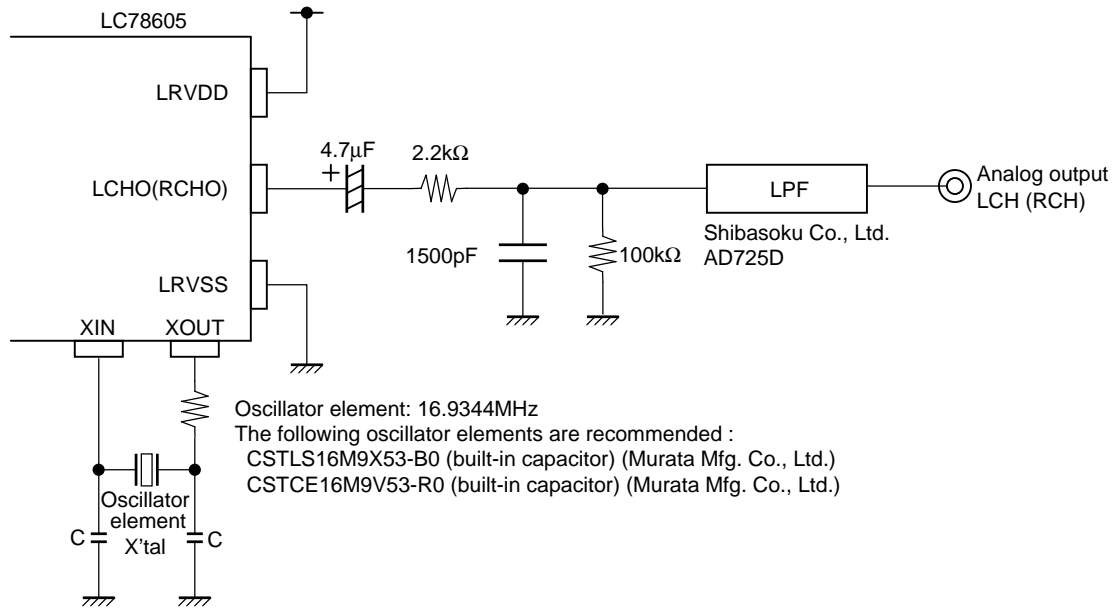 LC78605
LRVDD
4.7μF
+
2.2kΩ
LCHO(RCHO)
LPF
Analog output
LCH (RCH)
Shibasoku Co., Ltd.
AD725D
1500pF
100kΩ
LRVSS
XIN
XOUT
Oscillator element: 16.9344MHz
The following oscillator elements are recommended :
CSTLS16M9X53-B0 (built-in capacitor) (Murata Mfg. Co., Ltd.)
CSTCE16M9V53-R0 (built-in capacitor) (Murata Mfg. Co., Ltd.)
Oscillator
element
X'tal
C
C